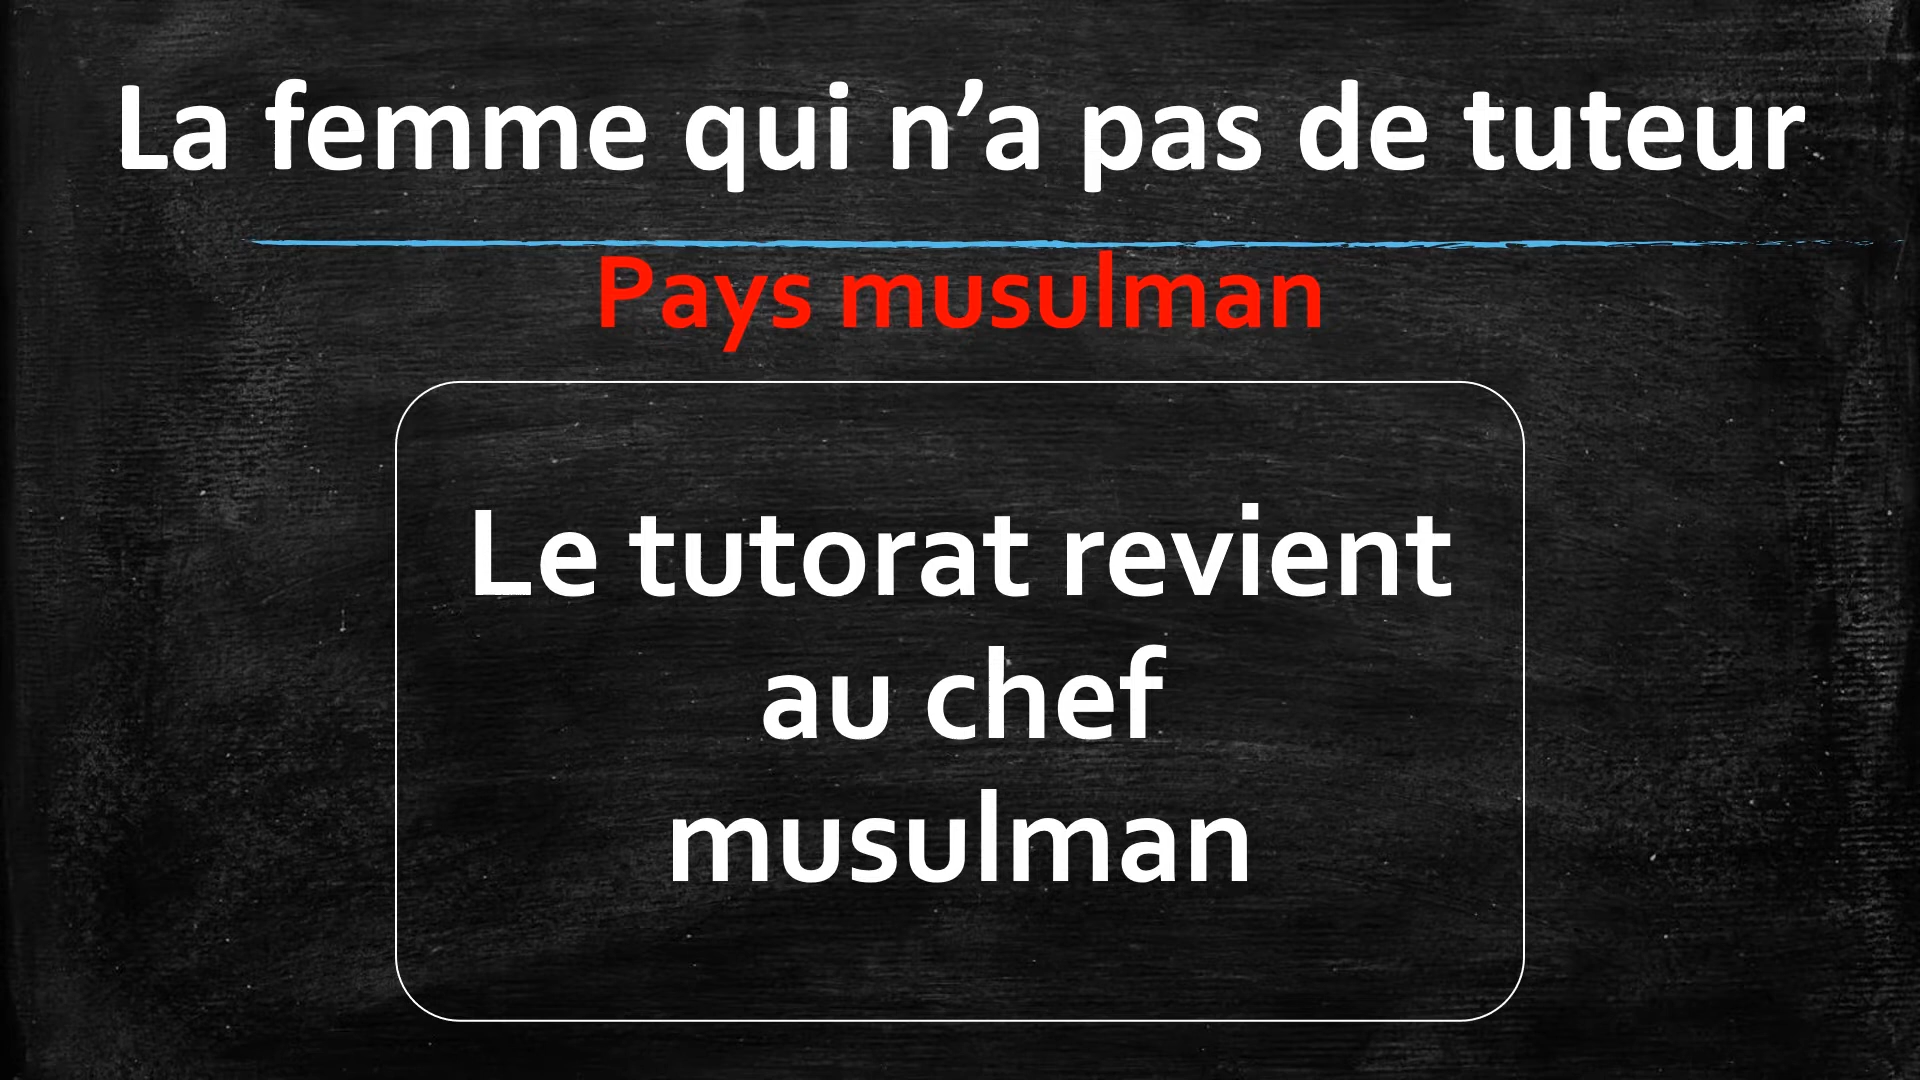 La femme qui n’a pas de tuteur
Pays musulman
Le tutorat revient
au chef
musulman